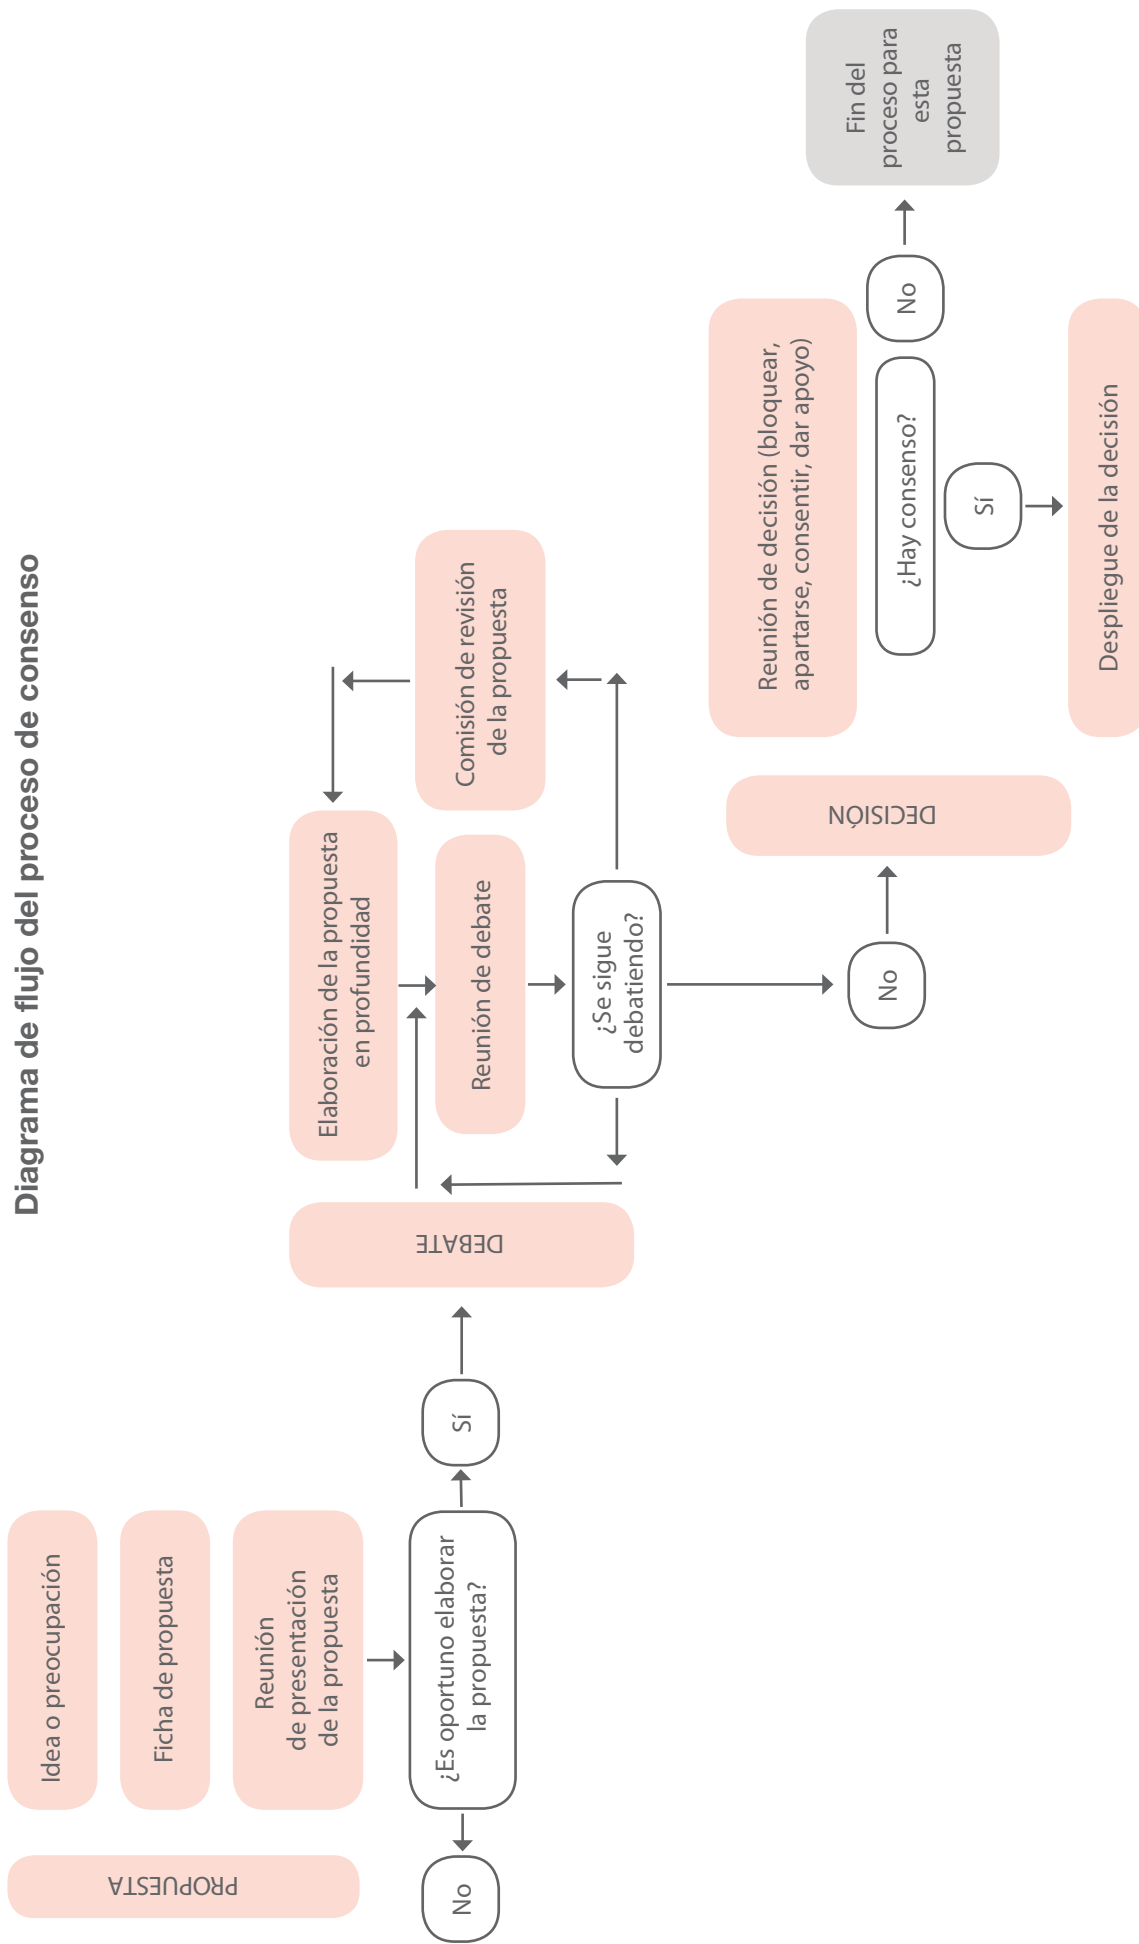 Diagrama de flujo del proceso de consenso
PROPUESTA
Idea o preocupación
Ficha de propuesta
Reunión
de presentación
de la propuesta
¿Es oportuno elaborar
la propuesta?
No
Sí
DEBATE
Elaboración de la propuesta
en profundidad
Reunión de debate
¿Se sigue
debatiendo?
Comisión de revisión
de la propuesta
No
DECISIÓN
Reunión de decisión (bloquear,
apartarse, consentir, dar apoyo)
¿Hay consenso?
No
Sí
Fin del
proceso para
esta
propuesta
Despliegue de la decisión